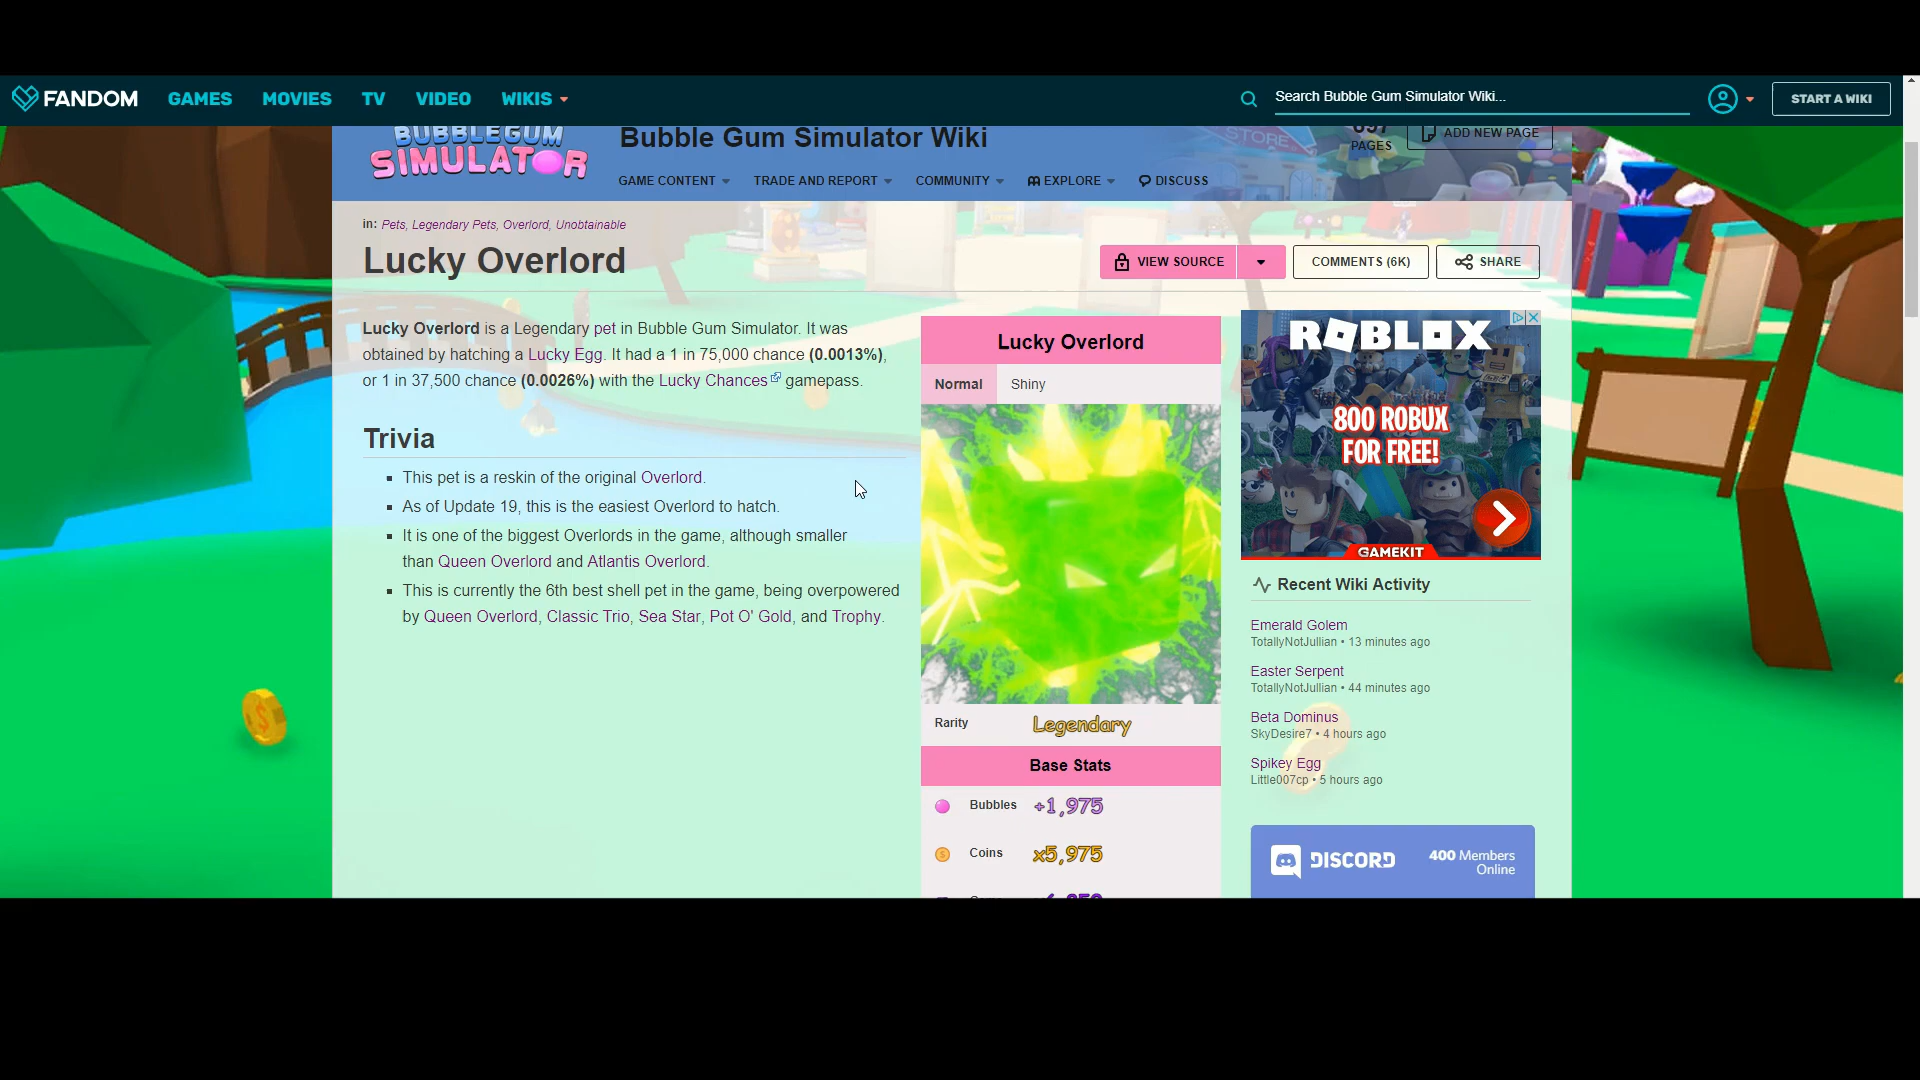 FANDOM GAMES MOVIES TV VIDEO WIKIS Search Bubble Gum Simulator Wiki... START A WIKI
BUBBLEGUM
SIMULATOR
Bubble Gum Simulator Wiki
STORE
697
PAGES
ADD NEW PAGE
GAME CONTENT TRADE AND REPORT COMMUNITY EXPLORE DISCUSS
in: Pets, Legendary Pets, Overlord, Unobtainable
Lucky Overlord
VIEW SOURCE COMMENTS (6K) SHARE
Lucky Overlord is a Legendary pet in Bubble Gum Simulator. It was
obtained by hatching a Lucky Egg. It had a 1 in 75,000 chance (0.0013%),
or 1 in 37,500 chance (0.0026%) with the Lucky Chances gamepass.
Trivia
This pet is a reskin of the original Overlord.
As of Update 19, this is the easiest Overlord to hatch.
It is one of the biggest Overlords in the game, although smaller
than Queen Overlord and Atlantis Overlord.
This is currently the 6th best shell pet in the game, being overpowered
by Queen Overlord, Classic Trio, Sea Star, Pot O' Gold, and Trophy.
Lucky Overlord
Normal Shiny
Rarity Legendary
Base Stats
Bubbles +1,975
Coins x5,975
ROBLOX
800 ROBUX
FOR FREE!
GAMEKIT
Recent Wiki Activity
Emerald Golem
TotallyNotJullian • 13 minutes ago
Easter Serpent
TotallyNotJullian • 44 minutes ago
Beta Dominus
SkyDesire7 • 4 hours ago
Spikey Egg
Little007cp • 5 hours ago
DISCORD 400 Members
Online